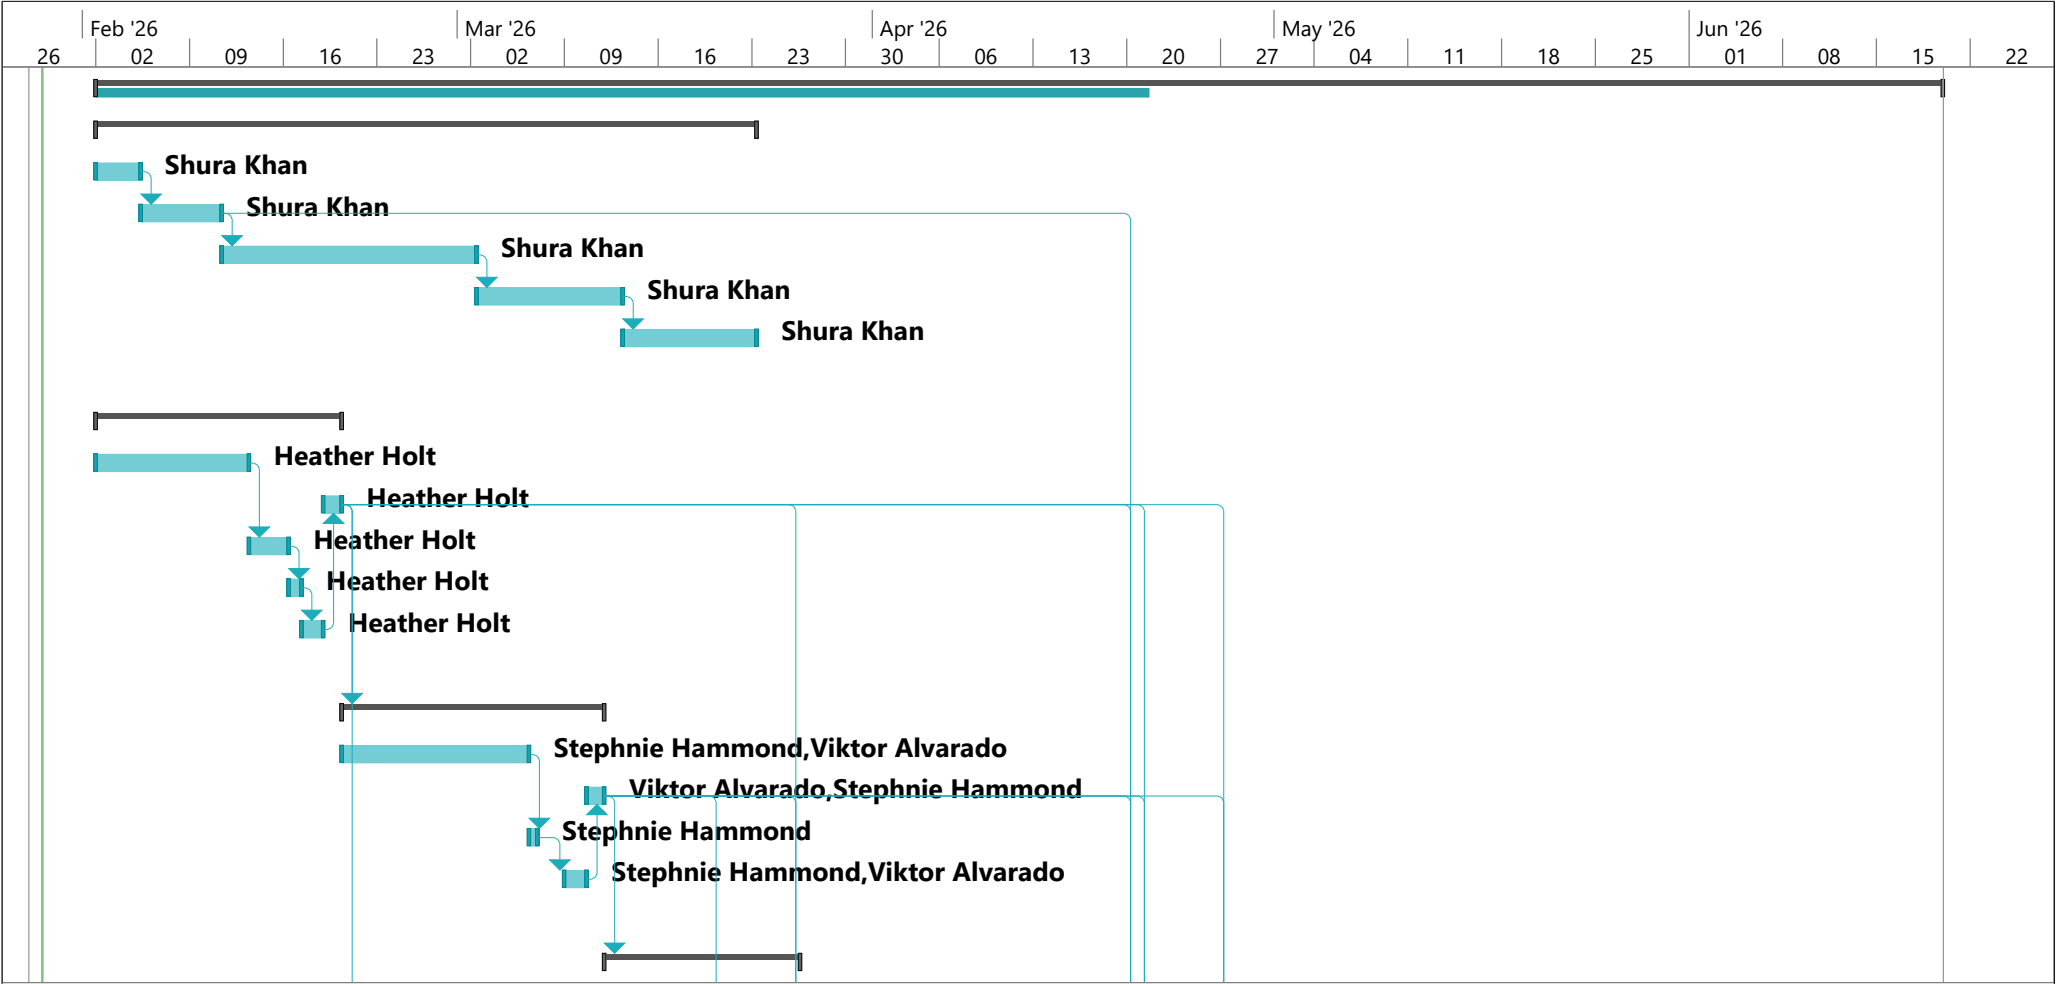 Feb '26 Mar '26 Apr '26 May '26 Jun '26
26 02 09 16 23 02 09 16 23 30 06 13 20 27 04 11 18 25 01 08 15 22
Shura Khan
Shura Khan
Shura Khan
Shura Khan
Shura Khan
Heather Holt
Heather Holt
Heather Holt
Heather Holt
Heather Holt
Stephnie Hammond,Viktor Alvarado
Viktor Alvarado,Stephnie Hammond
Stephnie Hammond
Stephnie Hammond,Viktor Alvarado